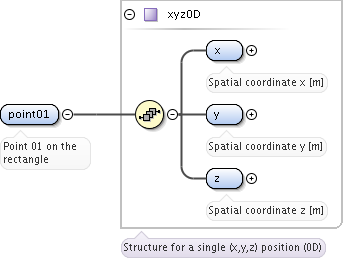 xyz0D
x
Spatial coordinate x [m]
point01
Point 01 on the
rectangle
y
Spatial coordinate y [m]
z
Spatial coordinate z [m]
Structure for a single (x,y,z) position (0D)